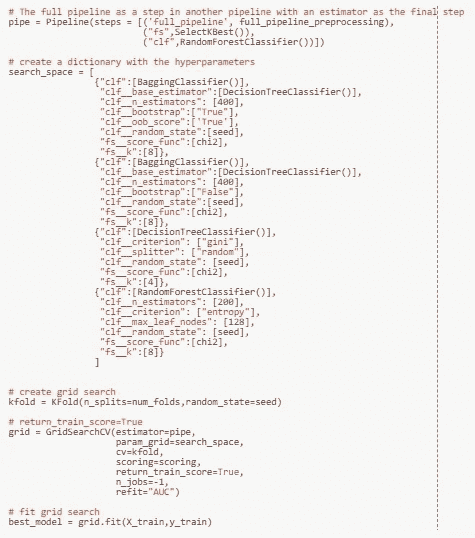 # The full pipeline as a step in another pipeline with an estimator as the final step
pipe = Pipeline(steps = [('full_pipeline', full_pipeline_preprocessing),
("fs",SelectKBest()),
("clf",RandomForestClassifier())])
# create a dictionary with the hyperparameters
search_space = [
{"clf":[BaggingClassifier()],
"clf__base_estimator":[DecisionTreeClassifier()],
"clf__n_estimators": [400],
"clf__bootstrap":["True"],
"clf__oob_score":['True'],
"clf__random_state":[seed],
"fs__score_func":[chi2],
"fs__k":[8]},
{"clf":[BaggingClassifier()],
"clf__base_estimator":[DecisionTreeClassifier()],
"clf__n_estimators": [400],
"clf__bootstrap":["False"],
"clf__random_state":[seed],
"fs__score_func":[chi2],
"fs__k":[8]},
{"clf":[DecisionTreeClassifier()],
"clf__criterion": ["gini"],
"clf__splitter": ["random"],
"clf__random_state": [seed],
"fs__score_func":[chi2],
"fs__k":[4]},
{"clf":[RandomForestClassifier()],
"clf__n_estimators": [200],
"clf__criterion": ["entropy"],
"clf__max_leaf_nodes": [128],
"clf__random_state": [seed],
"fs__score_func":[chi2],
"fs__k":[8]}
]
# create grid search
kfold = KFold(n_splits=num_folds,random_state=seed)
# return_train_score=True
grid = GridSearchCV(estimator=pipe,
param_grid=search_space,
cv=kfold,
scoring=scoring,
return_train_score=True,
n_jobs=-1,
refit="AUC")
# fit grid search
best_model = grid.fit(X_train,y_train)